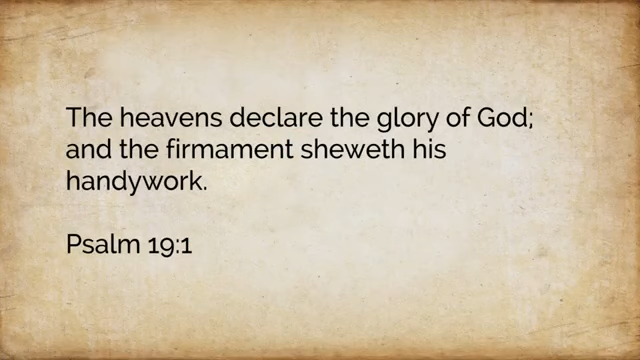 The heavens declare the glory of God;
and the firmament sheweth his
handywork.
Psalm 19:1